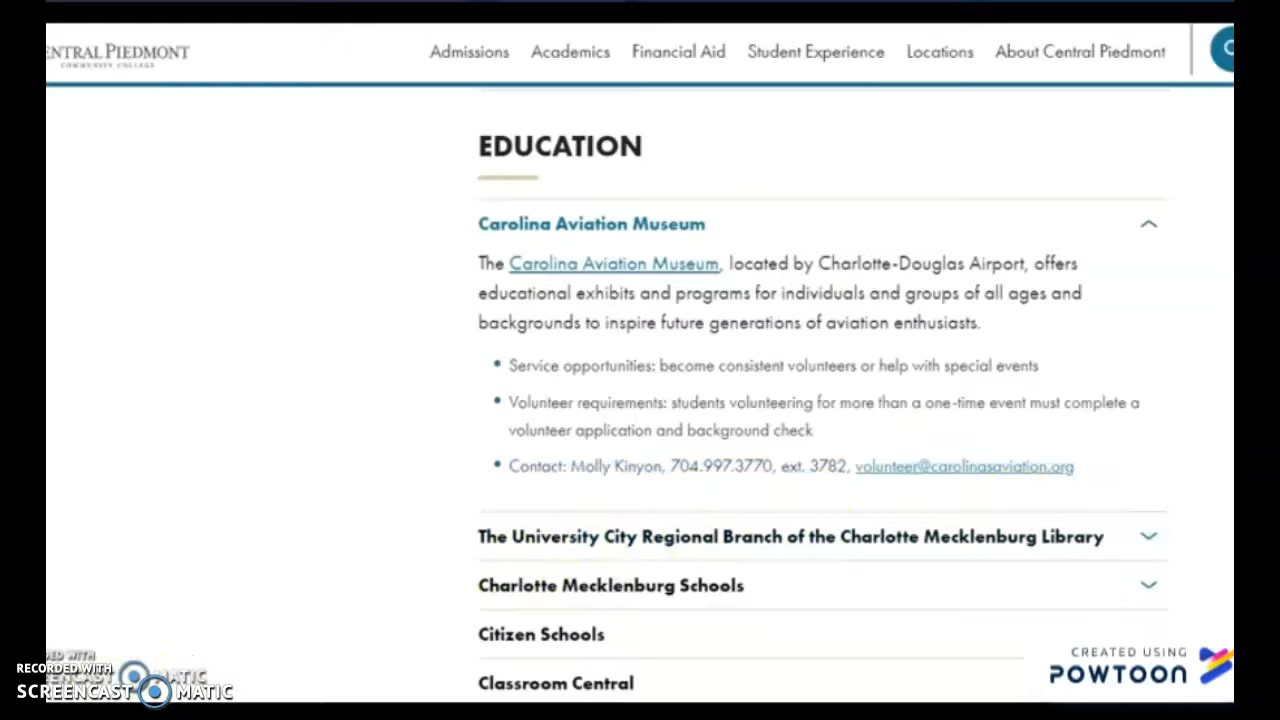 CENTRAL PIEDMONT
COMMUNITY COLLEGE
Admissions Academics Financial Aid Student Experience Locations About Central Piedmont
EDUCATION
Carolina Aviation Museum
The Carolina Aviation Museum, located by Charlotte-Douglas Airport, offers
educational exhibits and programs for individuals and groups of all ages and
backgrounds to inspire future generations of aviation enthusiasts.
• Service opportunities: become consistent volunteers or help with special events
• Volunteer requirements: students volunteering for more than a one-time event must complete a
volunteer application and background check
• Contact: Molly Kinyon, 704.997.3770, ext. 3782, volunteer@carolinasaviation.org
The University City Regional Branch of the Charlotte Mecklenburg Library
Charlotte Mecklenburg Schools
Citizen Schools
Classroom Central
RECORDED WITH
SCREENCAST MATIC
CREATED USING
POWTOON